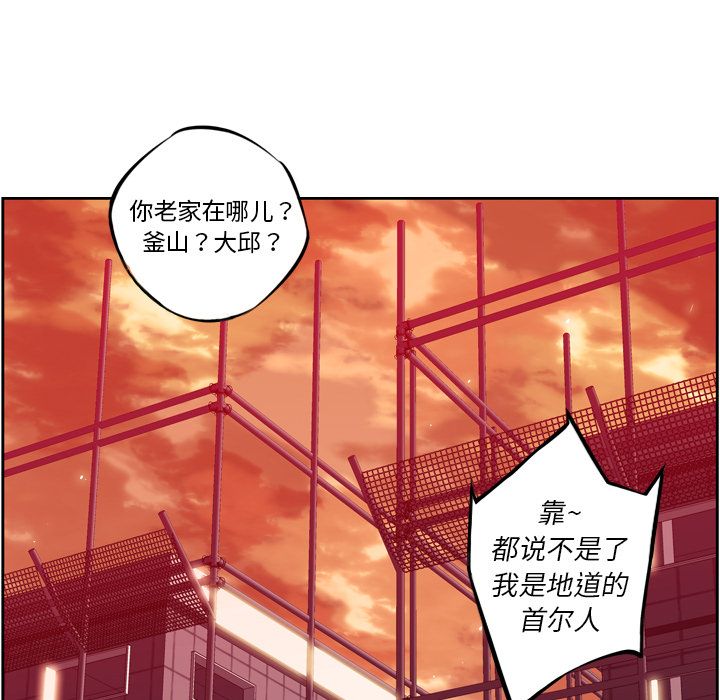 你老家在哪儿？
釜山？大邱？
靠~
都说不是了
我是地道的
首尔人